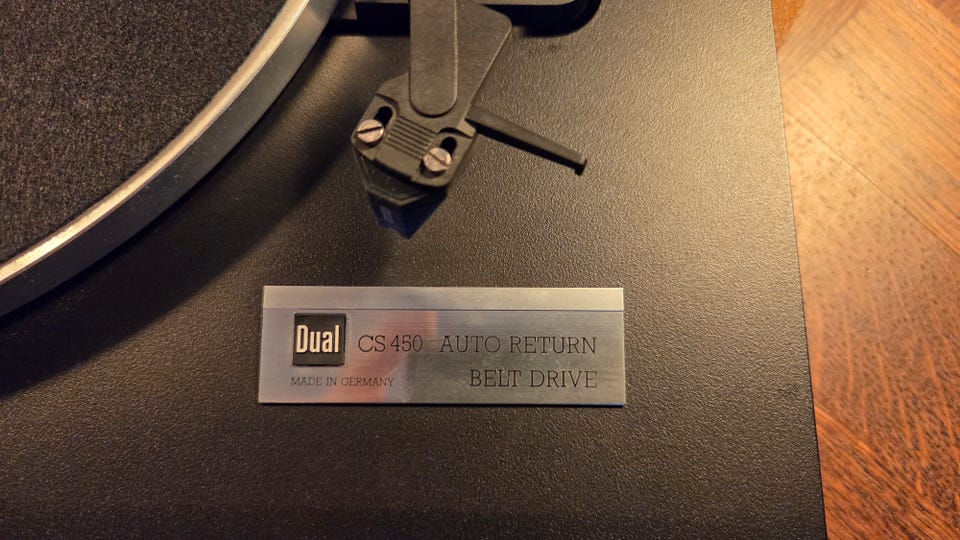 Dual CS 450 AUTO RETURN
MADE IN GERMANY BELT DRIVE